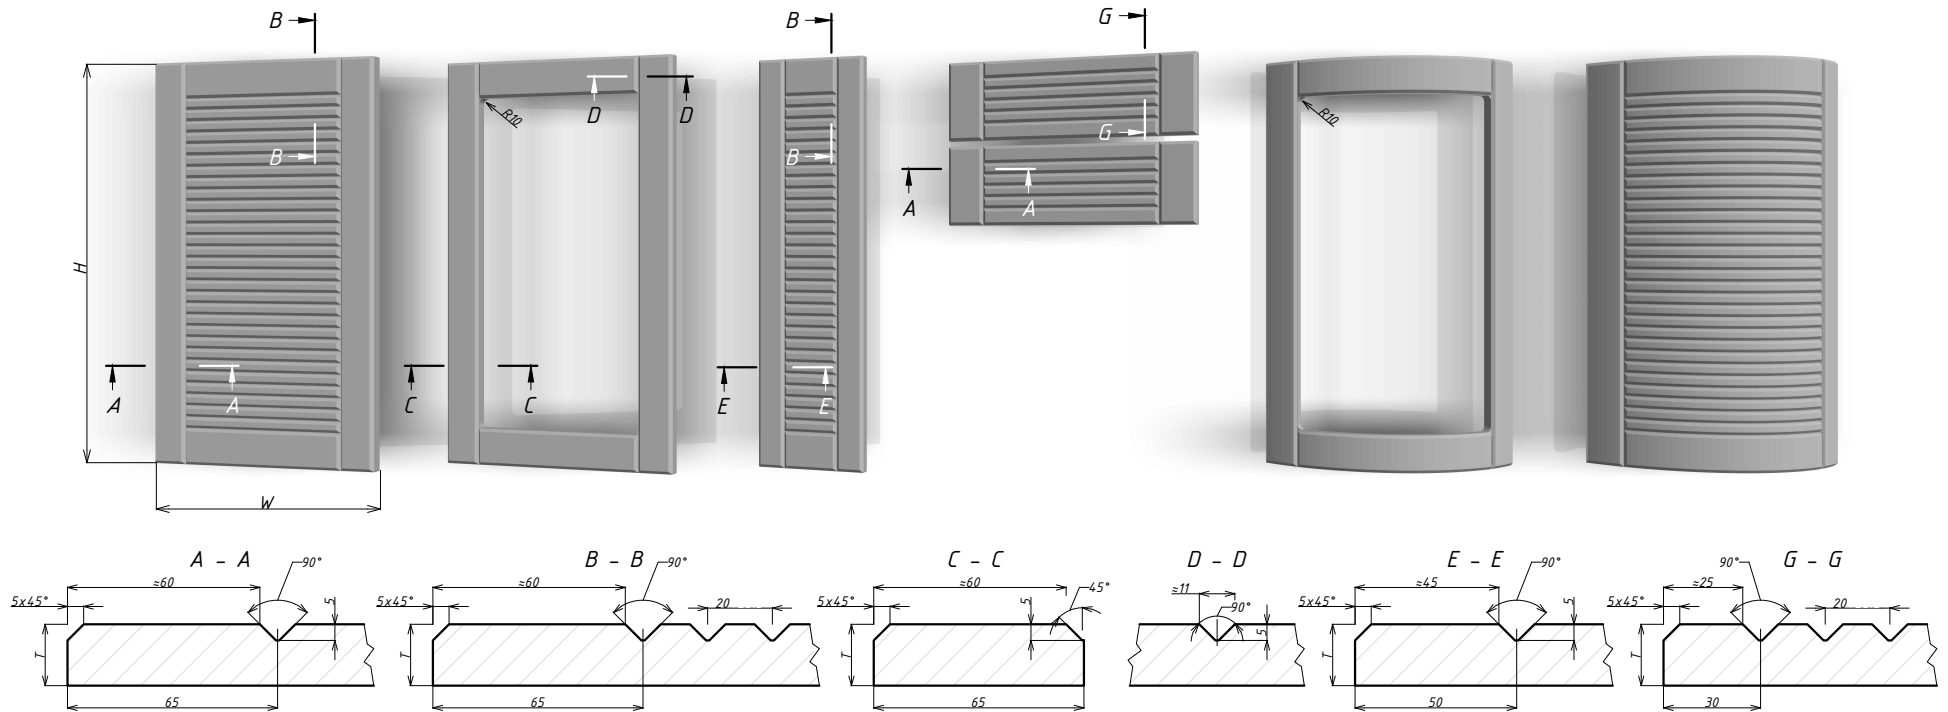 B
B
G
D
D
R10
G
R10
B
B
A
A
H
A
A
C
C
E
E
W
A - A
≈60
90°
5x45°
5
T
65
B - B
≈60
90°
5x45°
20
T
65
C - C
≈60
45°
5x45°
5
T
65
D - D
≈11
90°
5
E - E
≈45
90°
5x45°
5
T
50
G - G
≈25
90°
5x45°
20
T
30